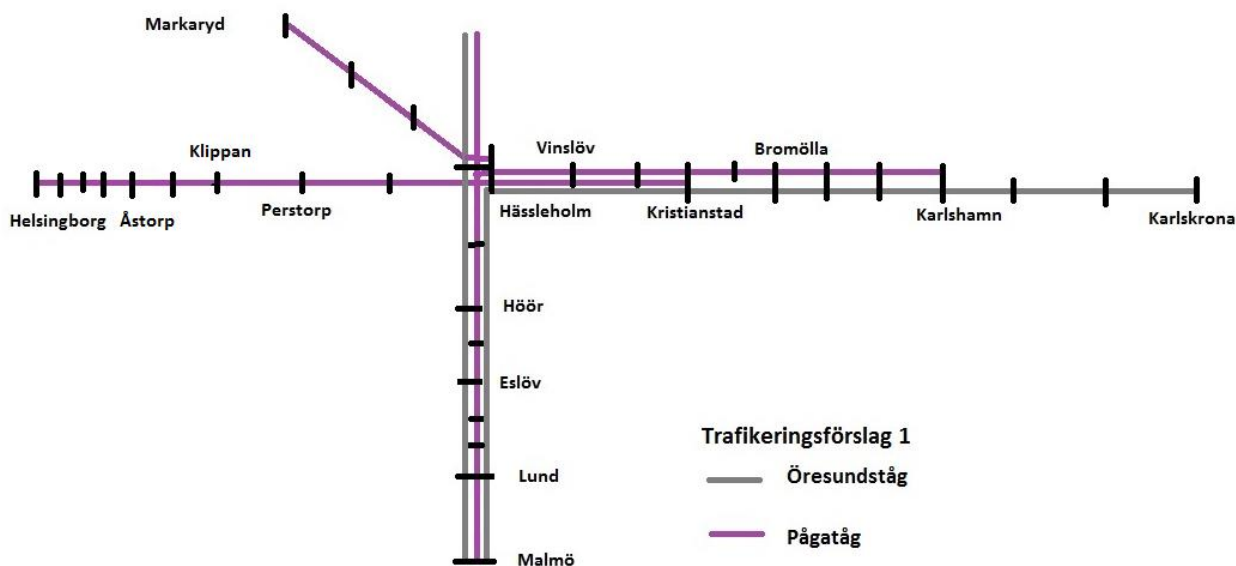 Markaryd
Klippan
Vinslöv
Bromölla
Helsingborg
Åstorp
Perstorp
Hässleholm
Kristianstad
Karlshamn
Karlskrona
Höör
Eslöv
Lund
Malmö
Trafikeringsförslag 1
Öresundståg
Pågatåg